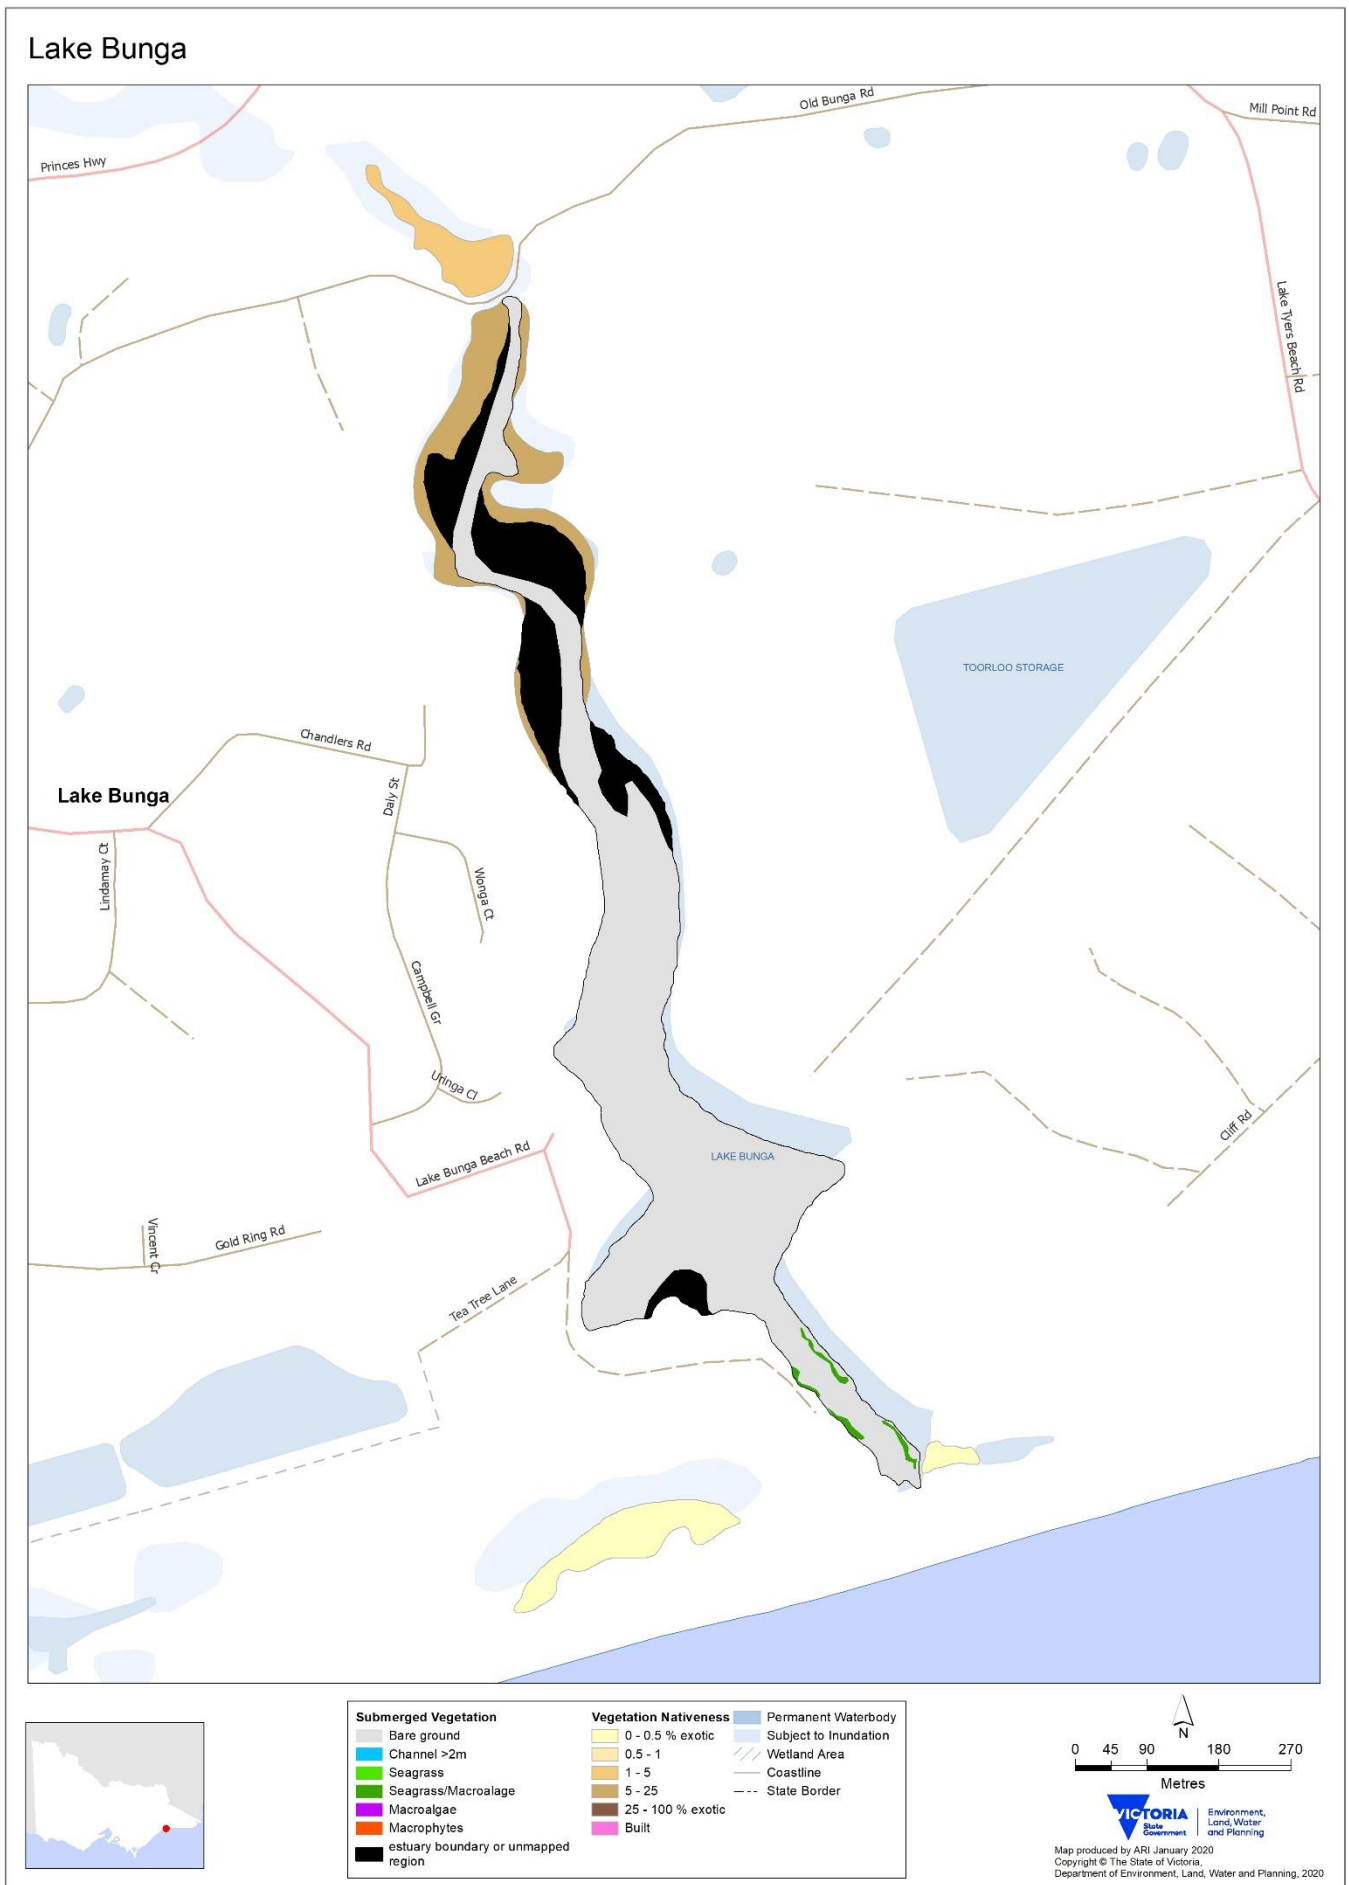 Lake Bunga
Old Bunga Rd
Mill Point Rd
Princes Hwy
Lake Tyers Beach Rd
TOORLOO STORAGE
Chandlers Rd
Daly St
Lake Bunga
Lindamay Ct
Wonga Ct
Campbell Gr
Uringa Cl
Cliff Rd
LAKE BUNGA
Lake Bunga Beach Rd
Vincent Cr
Gold Ring Rd
Tea Tree Lane
Submerged Vegetation
Bare ground
Channel >2m
Seagrass
Seagrass/Macroalage
Macroalgae
Macrophytes
estuary boundary or unmapped
region
Vegetation Nativeness
0 - 0.5 % exotic
0.5 - 1
1 - 5
5 - 25
25 - 100 % exotic
Built
Permanent Waterbody
Subject to Inundation
Wetland Area
Coastline
State Border
N
0 45 90 180 270
Metres
VICTORIA
State
Government
Environment,
Land, Water
and Planning
Map produced by ARI January 2020
Copyright © The State of Victoria,
Department of Environment, Land, Water and Planning, 2020